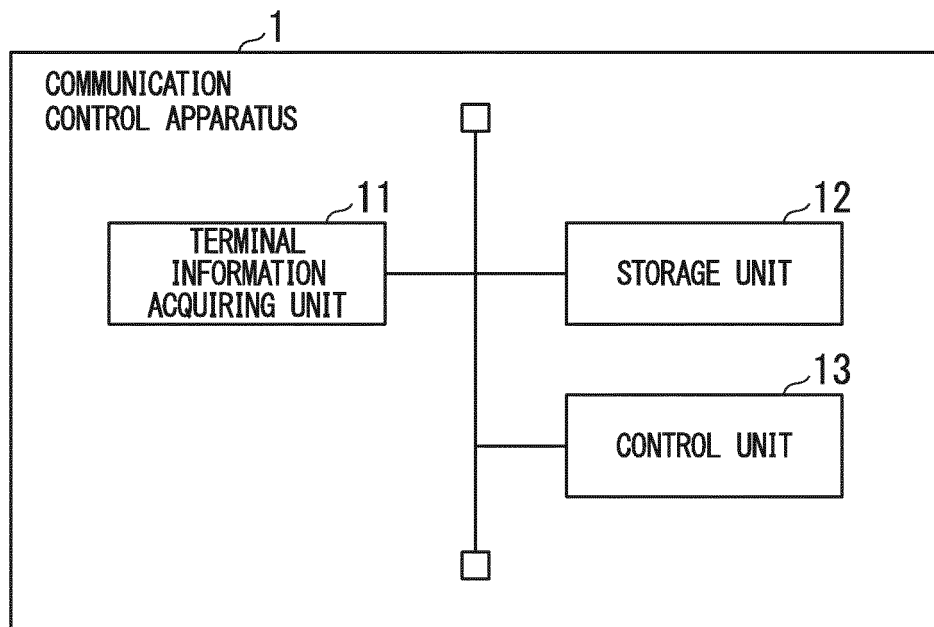 1
COMMUNICATION
CONTROL APPARATUS
11
TERMINAL
INFORMATION
ACQUIRING UNIT
12
STORAGE UNIT
13
CONTROL UNIT